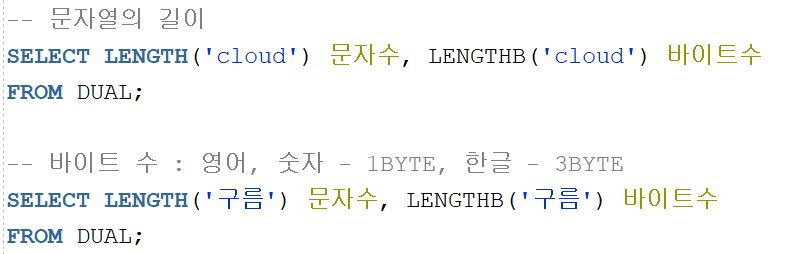 -- 문자열의 길이
SELECT LENGTH('cloud') 문자수, LENGTHB('cloud') 바이트수
FROM DUAL;
-- 바이트 수 : 영어, 숫자 - 1BYTE, 한글 - 3BYTE
SELECT LENGTH('구름') 문자수, LENGTHB('구름') 바이트수
FROM DUAL;